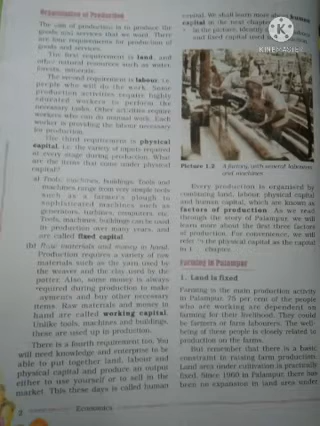 Organisation of Production
The aim of production is to produce the
goods and services that we want. There
are four requirements for production of
goods and services.
The first requirement is land, and
other natural resources such as water,
forests, minerals.
The second requirement is labour, i.e.
people who will do the work. Some
production activities require highly
educated workers to perform the
necessary tasks. Other activities require
workers who can do manual work. Each
worker is providing the labour necessary
for production.
The third requirement is physical
capital, i.e. the variety of inputs required
at every stage during production. What
are the items that come under physical
capital?
(a) Tools, machines, buildings: Tools and
machines range from very simple tools
such as a farmer's plough to
sophisticated machines such as
generators, turbines, computers, etc.
Tools, machines, buildings can be used
in production over many years, and
are called fixed capital.
(b) Raw materials and money in hand:
Production requires a variety of raw
materials such as the yarn used by
the weaver and the clay used by the
potter. Also, some money is always
required during production to make
payments and buy other necessary
items. Raw materials and money in
hand are called working capital.
Unlike tools, machines and buildings,
these are used up in production.
There is a fourth requirement too. You
will need knowledge and enterprise to be
able to put together land, labour and
physical capital and produce an output
either to use yourself or to sell in the
market. This these days is called human
2
Economics
capital. We shall learn more about human
capital in the next chapter.
in the picture, identify the
and fixed capital used
KINEMASTER
Picture 1.2 A factory, with several labourers
and machines
Every production is organised by
combining land, labour, physical capital
and human capital, which are known as
factors of production. As we read
through the story of Palampur, we will
learn more about the first three factors
of production. For convenience, we will
refer to the physical capital as the capital
in chapter.
Farming in Palampur
1. Land is fixed
Farming is the main production activity
in Palampur. 75 per cent of the people
who are working are dependent on
farming for their livelihood. They could
be farmers or farm labourers. The well-
being of these people is closely related to
production on the farms.
But remember that there is a basic
constraint in raising farm production.
Land area under cultivation is practically
fixed. Since 1960 in Palampur, there has
been no expansion in land area under